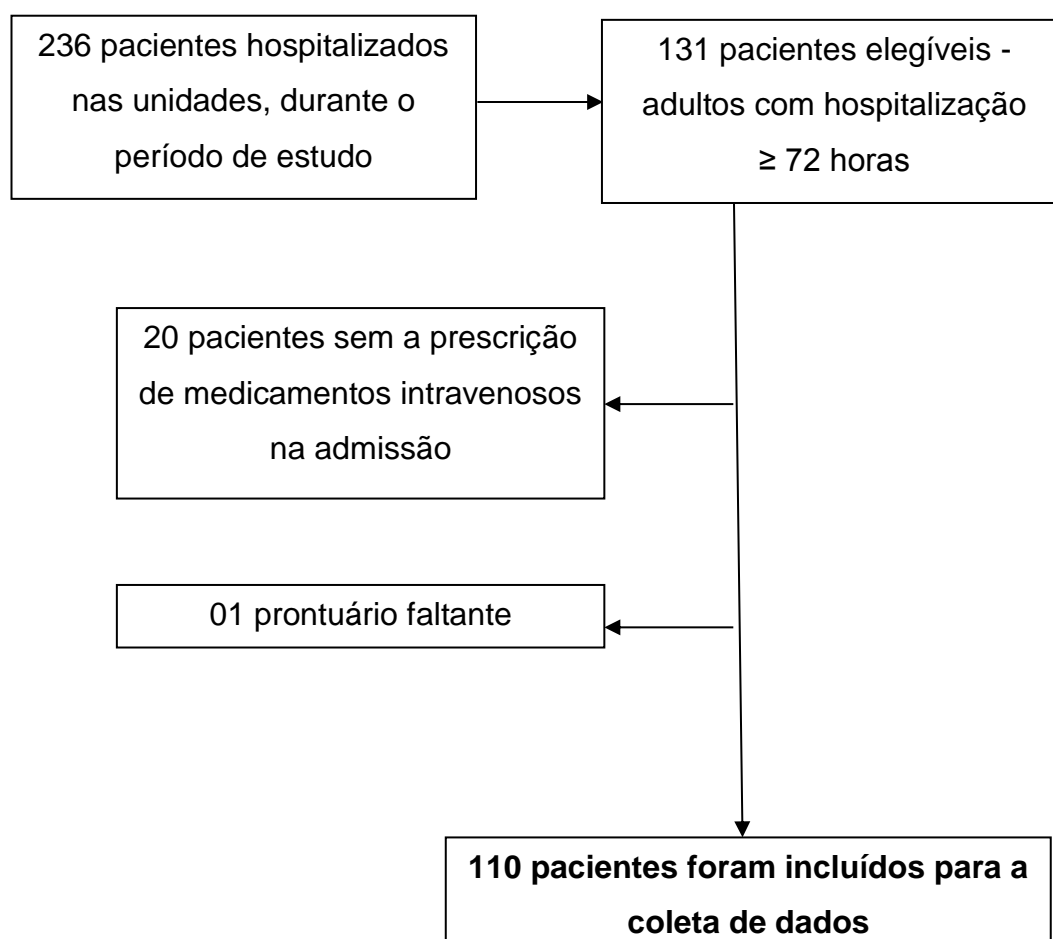 236 pacientes hospitalizados
nas unidades, durante o
período de estudo
131 pacientes elegíveis -
adultos com hospitalização
≥ 72 horas
20 pacientes sem a prescrição
de medicamentos intravenosos
na admissão
01 prontuário faltante
110 pacientes foram incluídos para a
coleta de dados